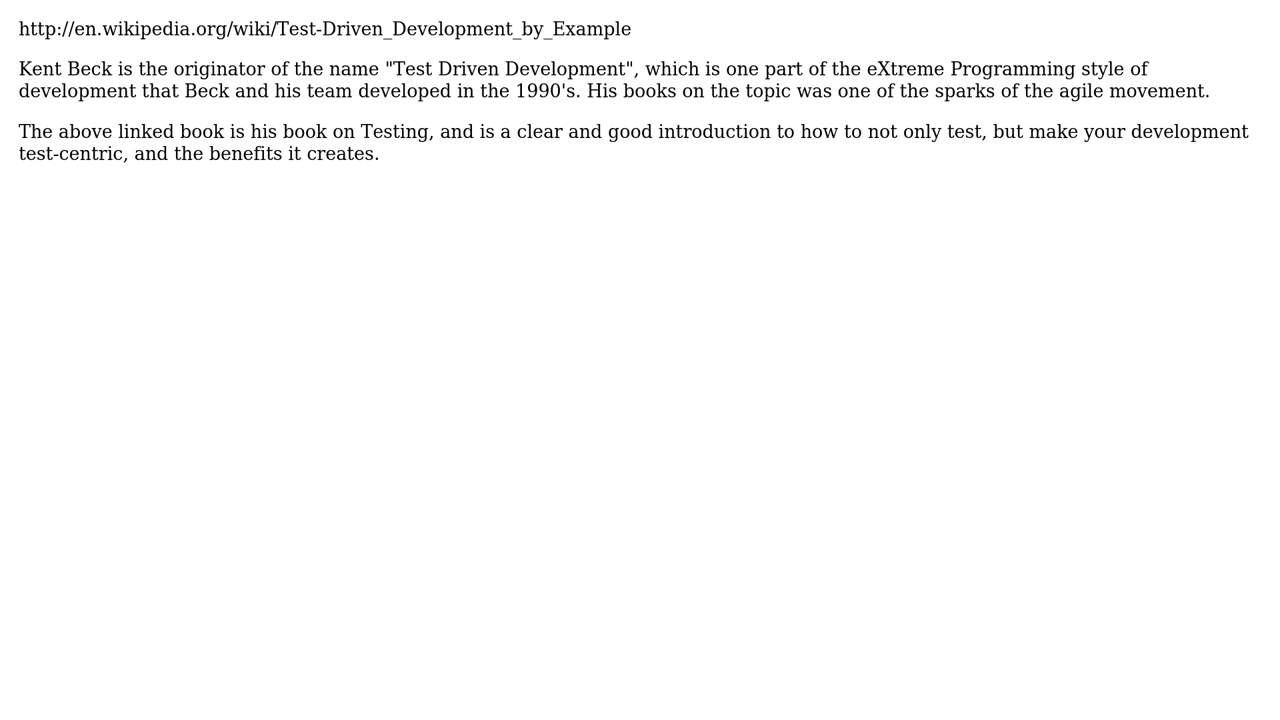 http://en.wikipedia.org/wiki/Test-Driven_Development_by_Example
Kent Beck is the originator of the name "Test Driven Development", which is one part of the eXtreme Programming style of
development that Beck and his team developed in the 1990's. His books on the topic was one of the sparks of the agile movement.
The above linked book is his book on Testing, and is a clear and good introduction to how to not only test, but make your development
test-centric, and the benefits it creates.